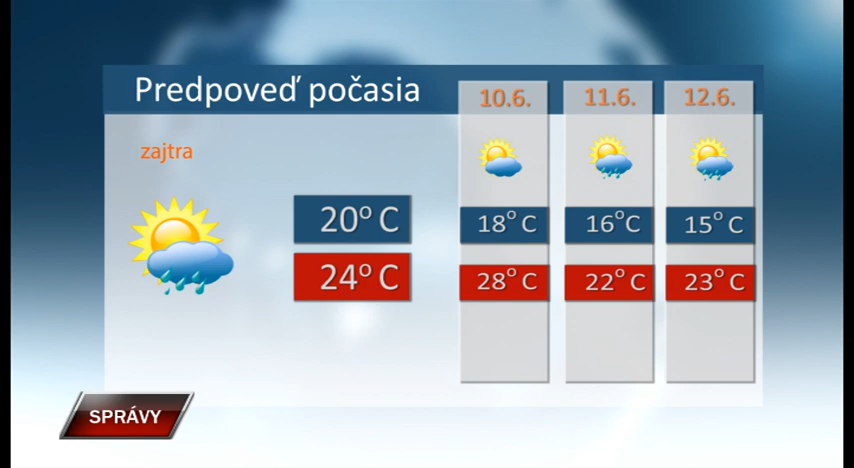 Predpoveď počasia
zajtra
20° C
24° C
10.6.
18° C
28° C
11.6.
16°C
22° C
12.6.
15° C
23° C
SPRÁVY